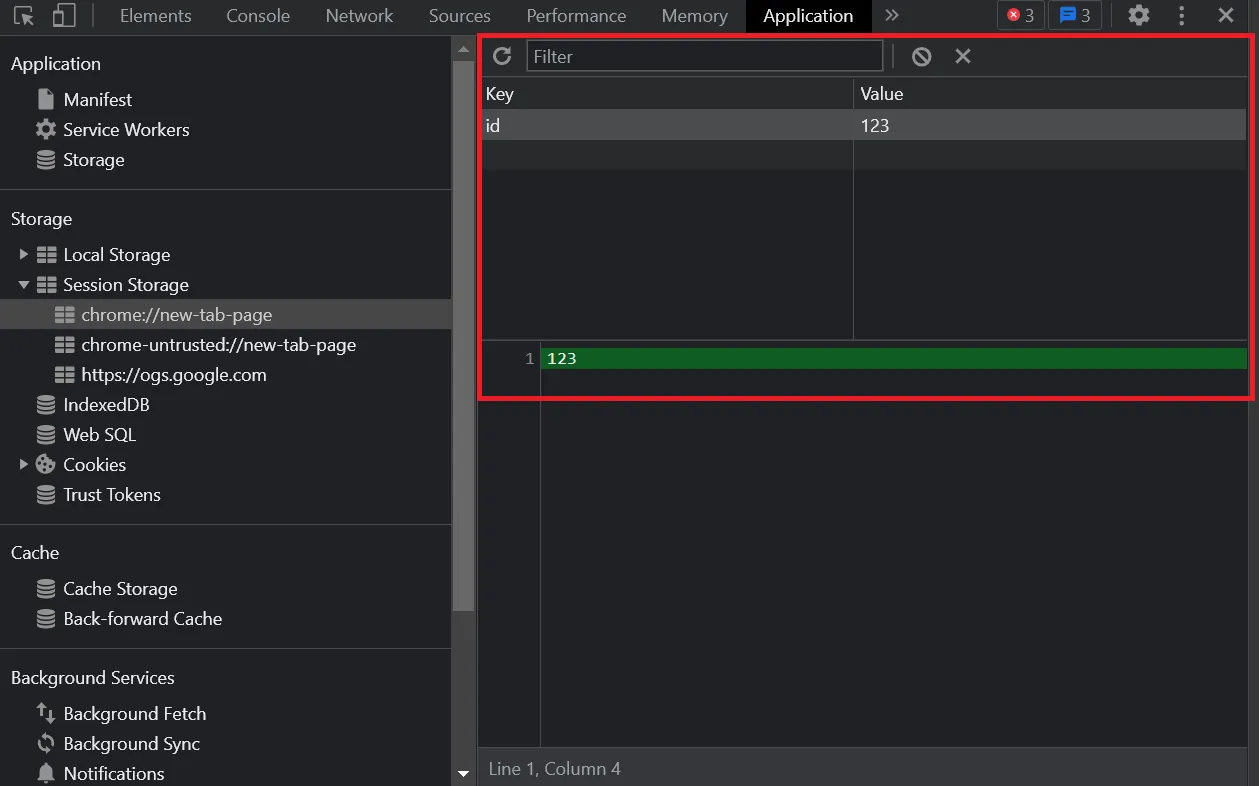 Elements Console Network Sources Performance Memory Application » 3 3
Application
Manifest
Service Workers
Storage
Storage
Local Storage
Session Storage
chrome://new-tab-page
chrome-untrusted://new-tab-page
https://ogs.google.com
IndexedDB
Web SQL
Cookies
Trust Tokens
Cache
Cache Storage
Back-forward Cache
Background Services
Background Fetch
Background Sync
Notifications
Filter
Key Value
id 123
1 123
Line 1, Column 4